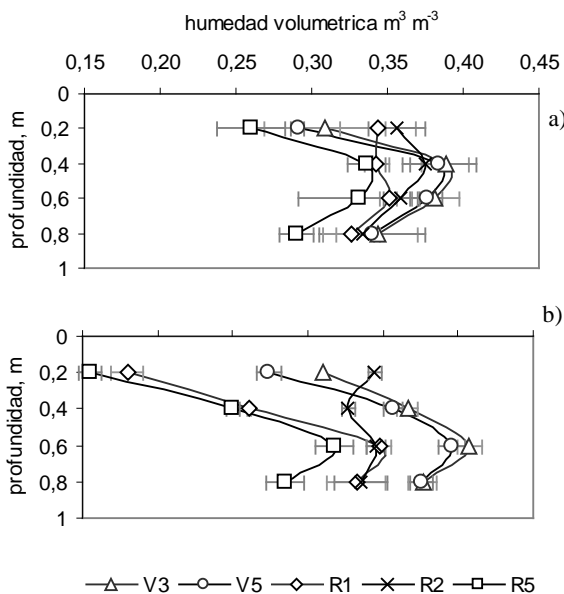 humedad volumetrica m³ m⁻³
0,15 0,20 0,25 0,30 0,35 0,40 0,45
0
0,2
0,4
0,6
0,8
1
profundidad, m
a)
b)
0
0,2
0,4
0,6
0,8
1
profundidad, m
V3 V5 R1 R2 R5